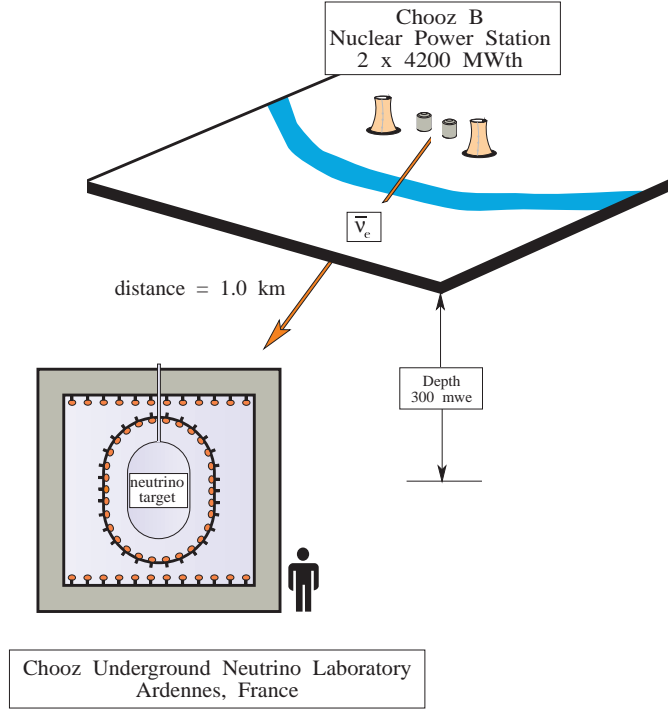 Chooz B
Nuclear Power Station
2 x 4200 MWth
ν̅e
distance = 1.0 km
Depth
300 mwe
neutrino
target
Chooz Underground Neutrino Laboratory
Ardennes, France